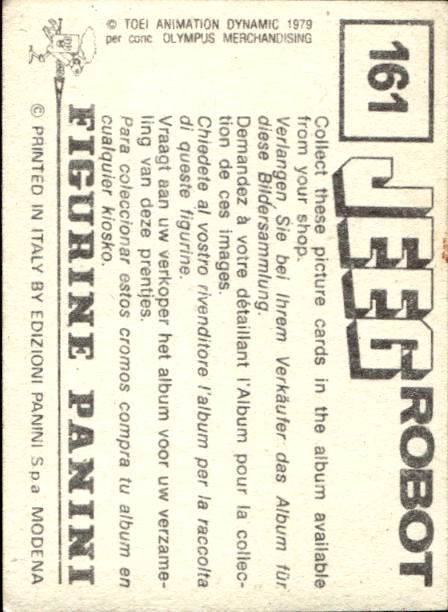 161
JEEG ROBOT
Collect these picture cards in the album available
from your shop.
Verlangen Sie bei Ihrem Verkäufer das Album für
diese Bildersammlung.
Demandez à votre détaillant l'Album pour la collec-
tion de ces images.
Chiedete al vostro rivenditore l'album per la raccolta
di queste figurine.
Vraagt aan uw verkoper het album voor uw verzame-
ling van deze prentjes.
Para coleccionar estos cromos compra tu album en
cualquier kiosko.
FIGURINE PANINI
© PRINTED IN ITALY BY EDIZIONI PANINI S.p.a. MODENA
© TOEI ANIMATION DYNAMIC 1979
per conc. OLYMPUS MERCHANDISING